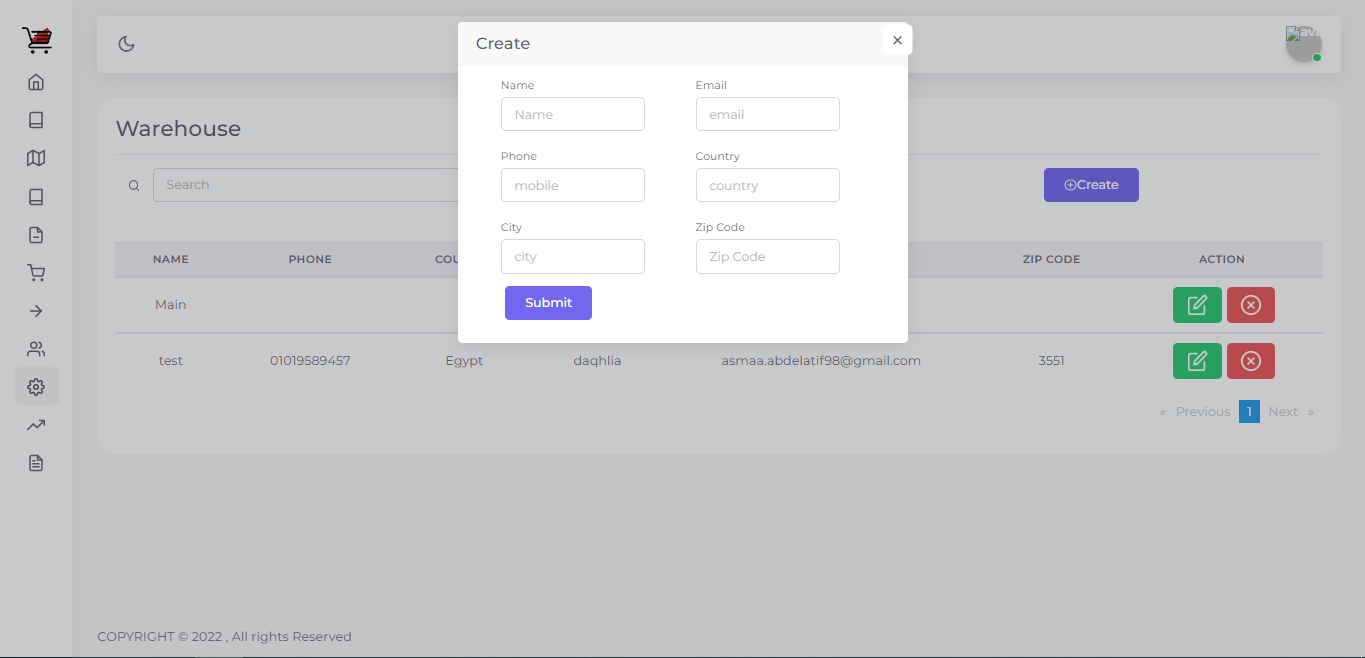 Create
×
Name
Email
Name
email
Phone
Country
mobile
country
City
Zip Code
city
Zip Code
Submit
Warehouse
Search
Create
NAME PHONE COU ZIP CODE ACTION
Main
test 01019589457 Egypt daqhlia asmaa.abdelatif98@gmail.com 3551
« Previous 1 Next »
COPYRIGHT © 2022 , All rights Reserved